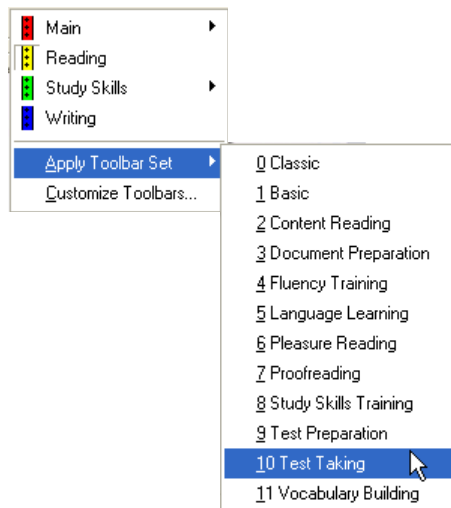 Main
Reading
Study Skills
Writing
Apply Toolbar Set
Customize Toolbars...
0 Classic
1 Basic
2 Content Reading
3 Document Preparation
4 Fluency Training
5 Language Learning
6 Pleasure Reading
7 Proofreading
8 Study Skills Training
9 Test Preparation
10 Test Taking
11 Vocabulary Building